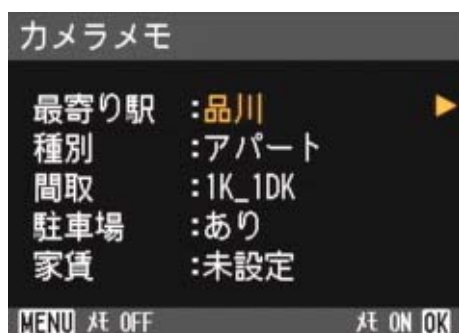 カメラメモ
最寄り駅 :品川
種別 :アパート
間取 :1K_1DK
駐車場 :あり
家賃 :未設定
MENU メモ OFF メモ ON OK